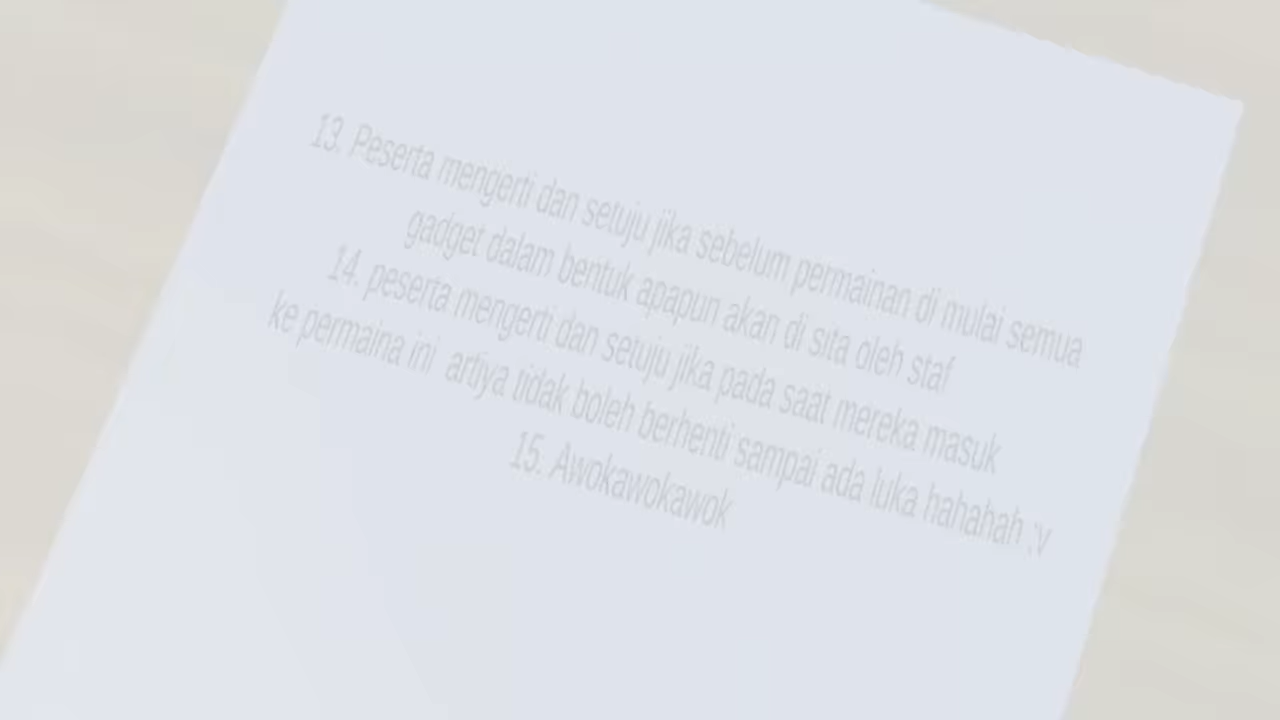 13. Peserta mengerti dan setuju jika sebelum permainan di mulai semua
gadget dalam bentuk apapun akan di sita oleh staf
14. peserta mengerti dan setuju jika pada saat mereka masuk
ke permaina ini artiya tidak boleh berhenti sampai ada luka hahahah :v
15. Awokawokawok